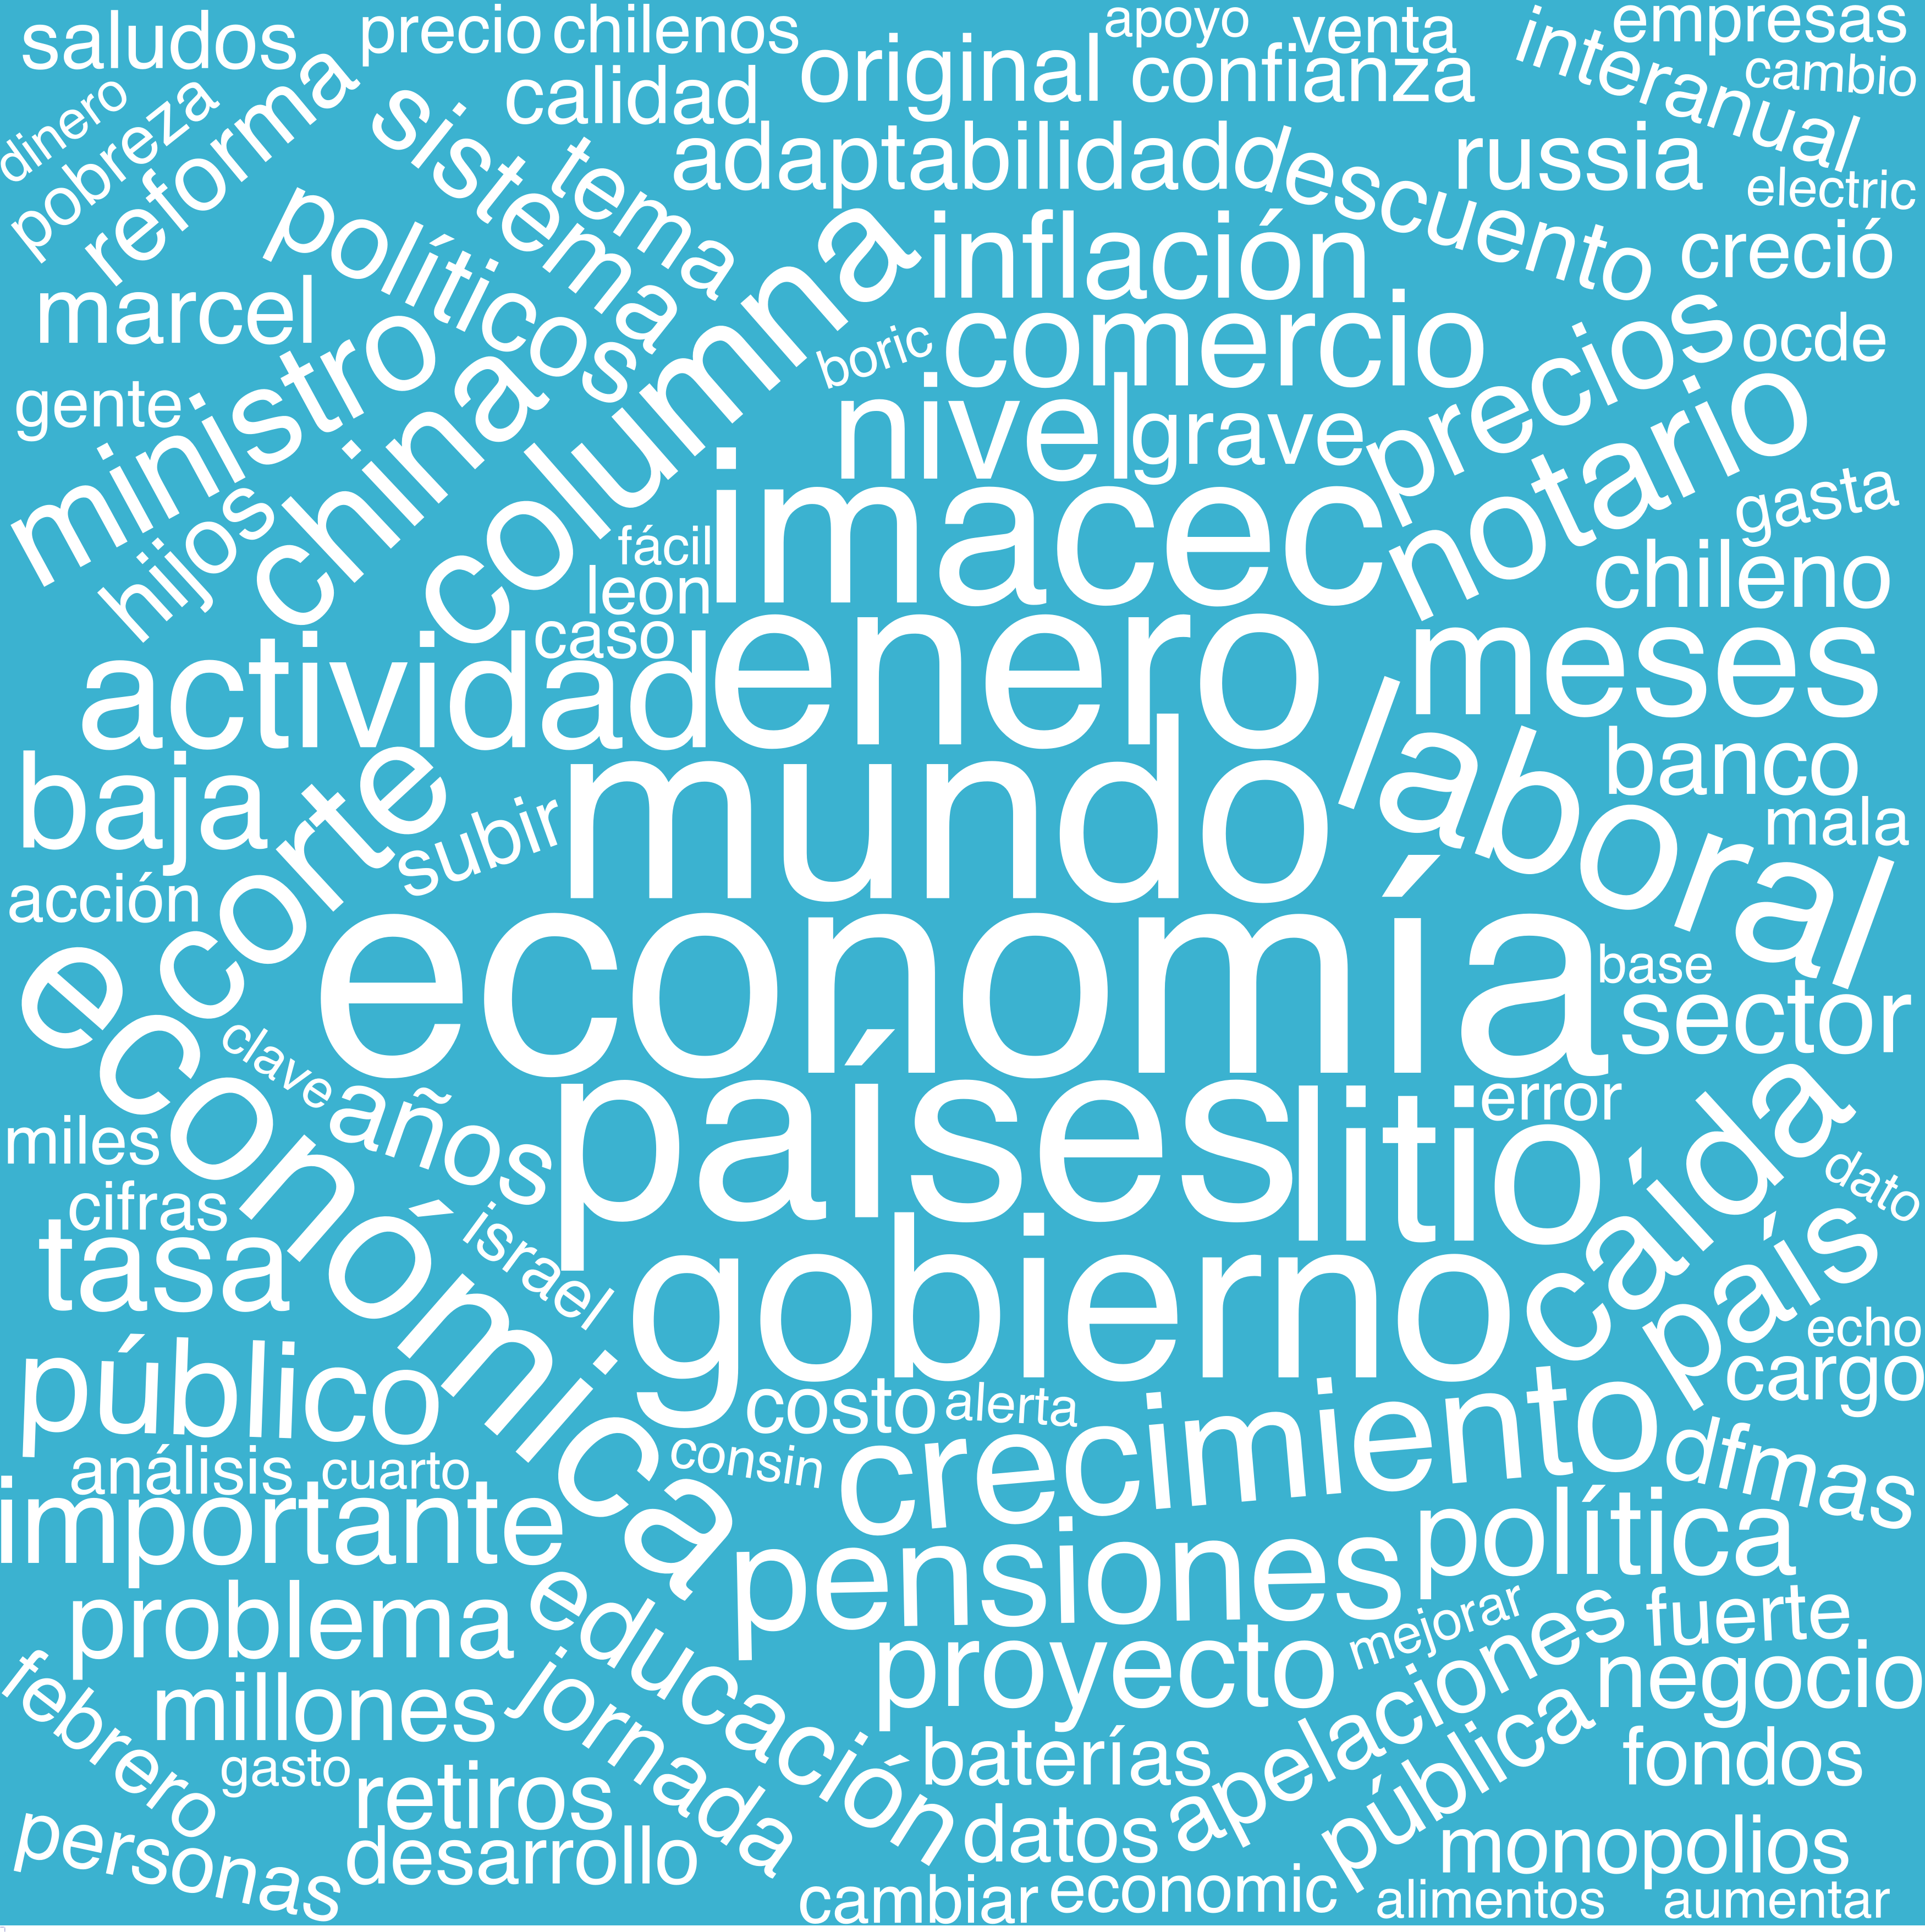 saludos
precio
chilenos
apoyo
venta
empresas
dinero
pobreza
reforma
sistema
calidad
original
confianza
interanual
cambio
tema
adaptabilidad
descuento
russia
electric
políticos
inflación
creció
marcel
columna
boric
comercio
precios
ocde
gente
ministro
chinas
nivel
grave
notario
gasta
hijos
imacec
fácil
leon
chileno
caso
actividad
enero
meses
baja
corte
subir
mundo
laboral
banco
mala
acción
economía
base
sector
económica
clave
años
países
litio
error
caída
miles
dato
cifras
tasa
israel
gobierno
país
echo
público
costo
alerta
cargo
análisis
cuarto
consin
crecimiento
dfmas
importante
pensiones
política
problema
educación
proyecto
mejorar
fuerte
febrero
millones
jornada
apelaciones
negocio
gasto
retiros
baterías
pública
fondos
personas
desarrollo
datos
monopolios
cambiar
economic
alimentos
aumentar